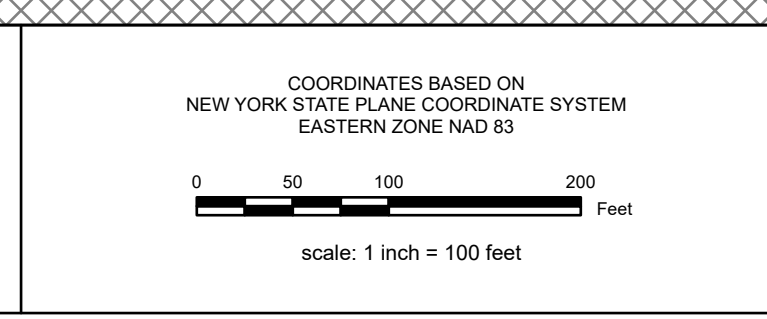 COORDINATES BASED ON
NEW YORK STATE PLANE COORDINATE SYSTEM
EASTERN ZONE NAD 83
0 50 100 200
Feet
scale: 1 inch = 100 feet